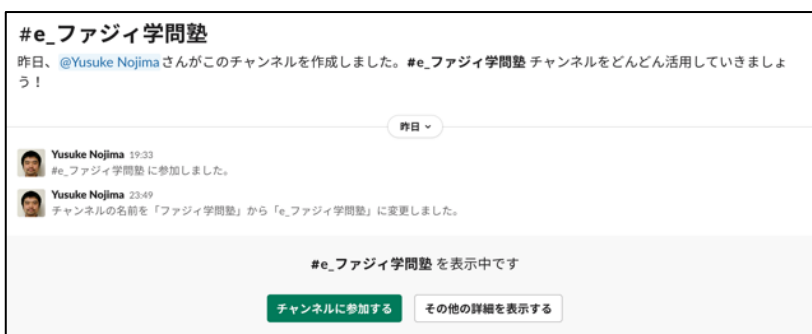 #e_ファジィ学問塾
昨日、@Yusuke Nojimaさんがこのチャンネルを作成しました。#e_ファジィ学問塾 チャンネルをどんどん活用していきましょ
う！
昨日
Yusuke Nojima 19:33
#e_ファジィ学問塾 に参加しました。
Yusuke Nojima 23:49
チャンネルの名前を「ファジィ学問塾」から「e_ファジィ学問塾」に変更しました。
#e_ファジィ学問塾 を表示中です
チャンネルに参加する その他の詳細を表示する